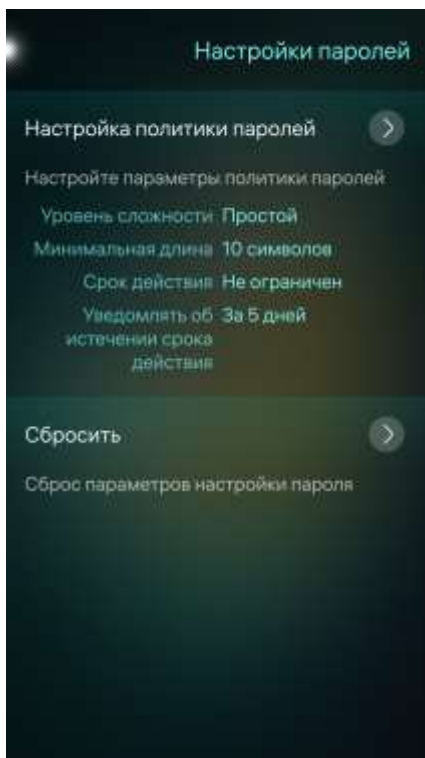 Настройки паролей
Настройка политики паролей
Настройте параметры политики паролей
Уровень сложности Простой
Минимальная длина 10 символов
Срок действия Не ограничен
Уведомлять об За 5 дней
истечении срока
действия
Сбросить
Сброс параметров настройки пароля